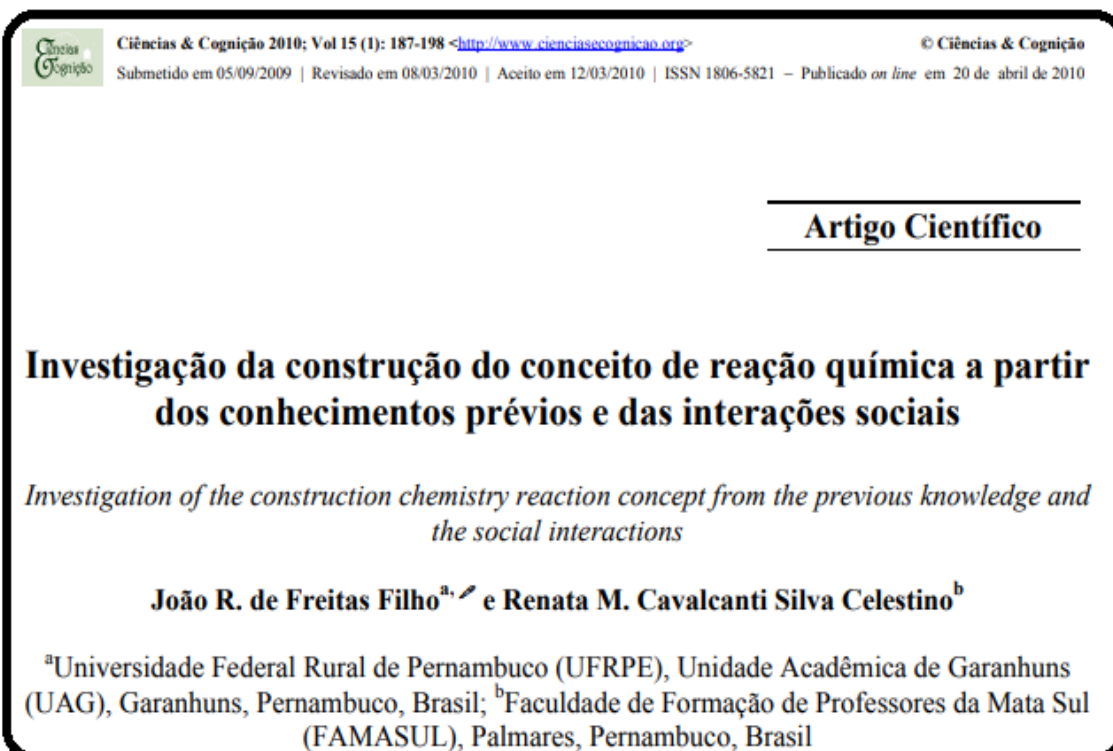 Ciências
Cognição
Ciências & Cognição 2010; Vol 15 (1): 187-198 <http://www.cienciasecognicao.org> © Ciências & Cognição
Submetido em 05/09/2009 | Revisado em 08/03/2010 | Aceito em 12/03/2010 | ISSN 1806-5821 – Publicado on line em 20 de abril de 2010
Artigo Científico
Investigação da construção do conceito de reação química a partir
dos conhecimentos prévios e das interações sociais
Investigation of the construction chemistry reaction concept from the previous knowledge and
the social interactions
João R. de Freitas Filho a, e Renata M. Cavalcanti Silva Celestino b
aUniversidade Federal Rural de Pernambuco (UFRPE), Unidade Acadêmica de Garanhuns
(UAG), Garanhuns, Pernambuco, Brasil; bFaculdade de Formação de Professores da Mata Sul
(FAMASUL), Palmares, Pernambuco, Brasil